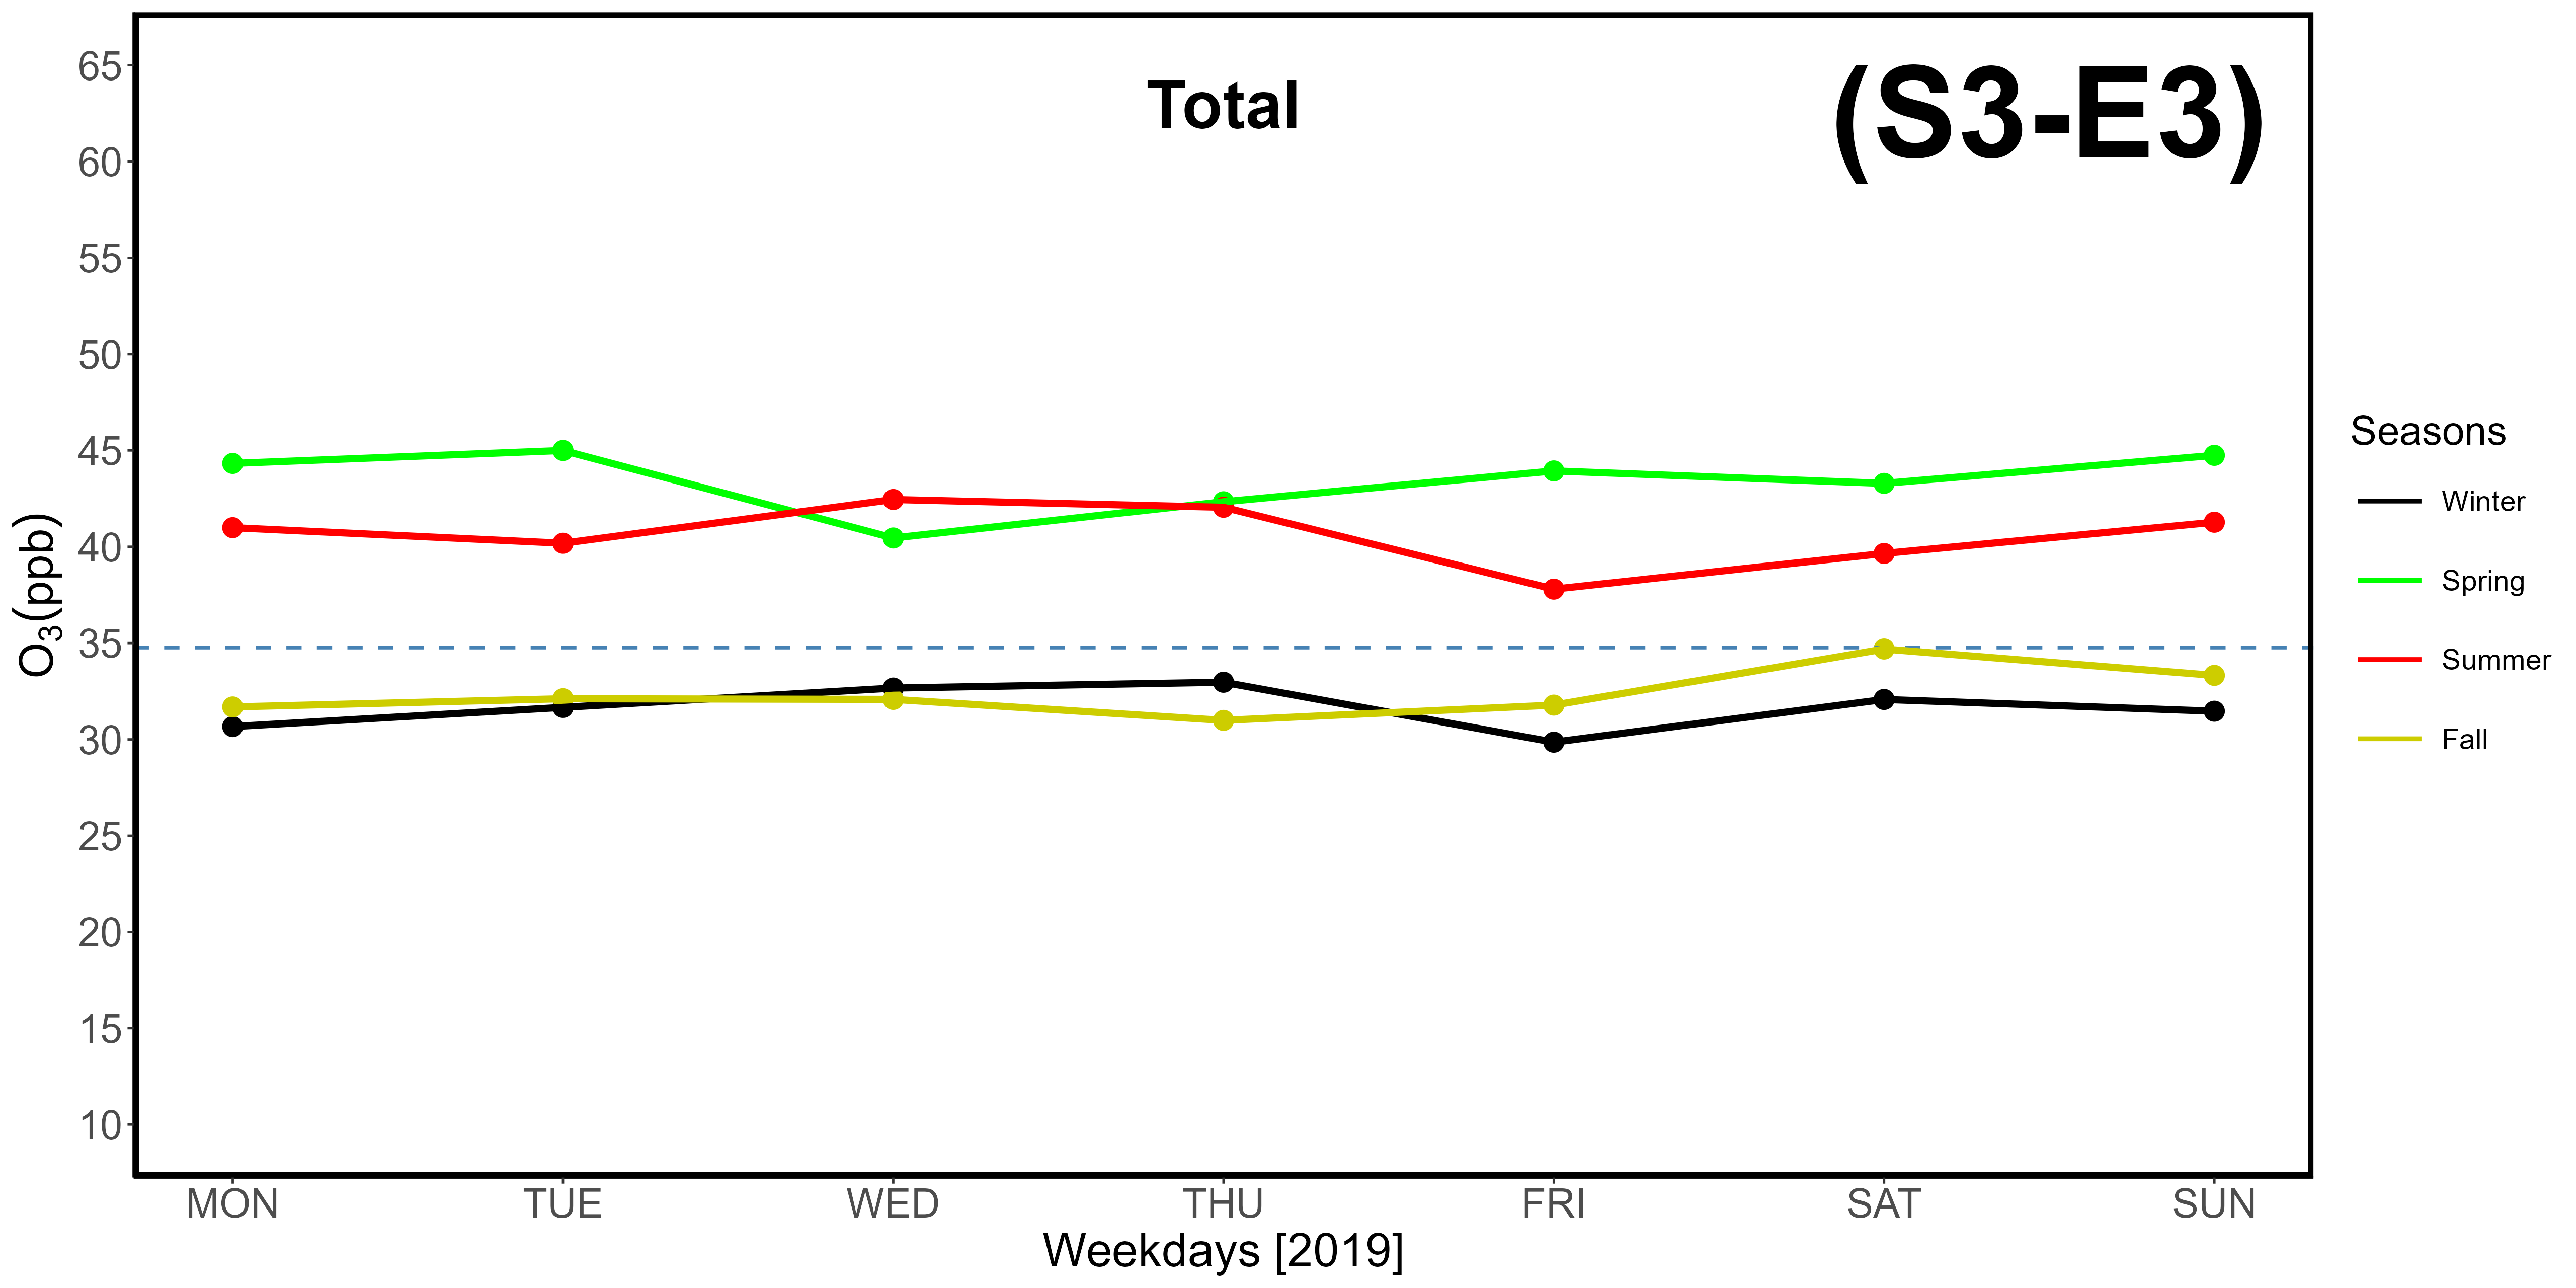 Total
(S3-E3)
65
60
55
50
45
40
35
30
25
20
15
10
O₃(ppb)
MON TUE WED THU FRI SAT SUN
Weekdays [2019]
Seasons
Winter
Spring
Summer
Fall